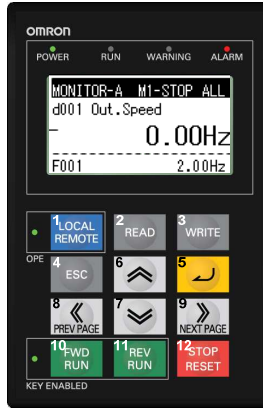 OMRON
POWER RUN WARNING ALARM
MONITOR-A M1-STOP ALL
d001 Out.Speed
- 0.00Hz
F001 2.00Hz
1 LOCAL REMOTE
2 READ
3 WRITE
OPE
4 ESC
6
5
8 PREV PAGE
7
9 NEXT PAGE
10 FWD RUN
11 REV RUN
12 STOP RESET
KEY ENABLED